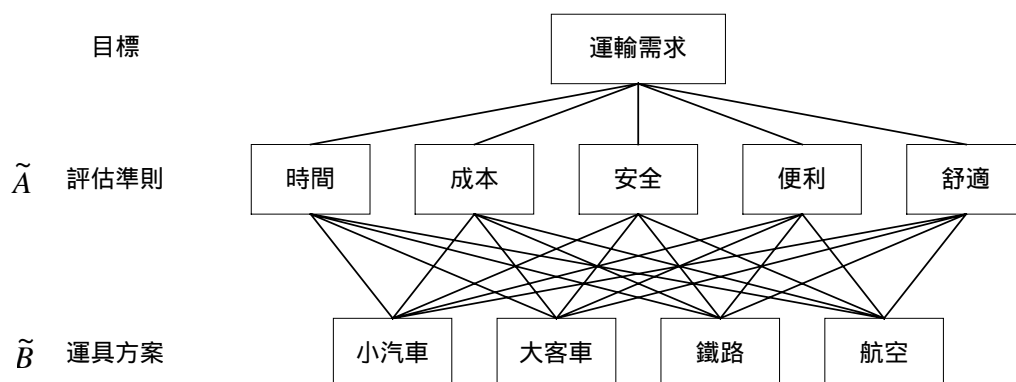 目標
運輸需求
Ã 評估準則
時間
成本
安全
便利
舒適
B̃ 運具方案
小汽車
大客車
鐵路
航空